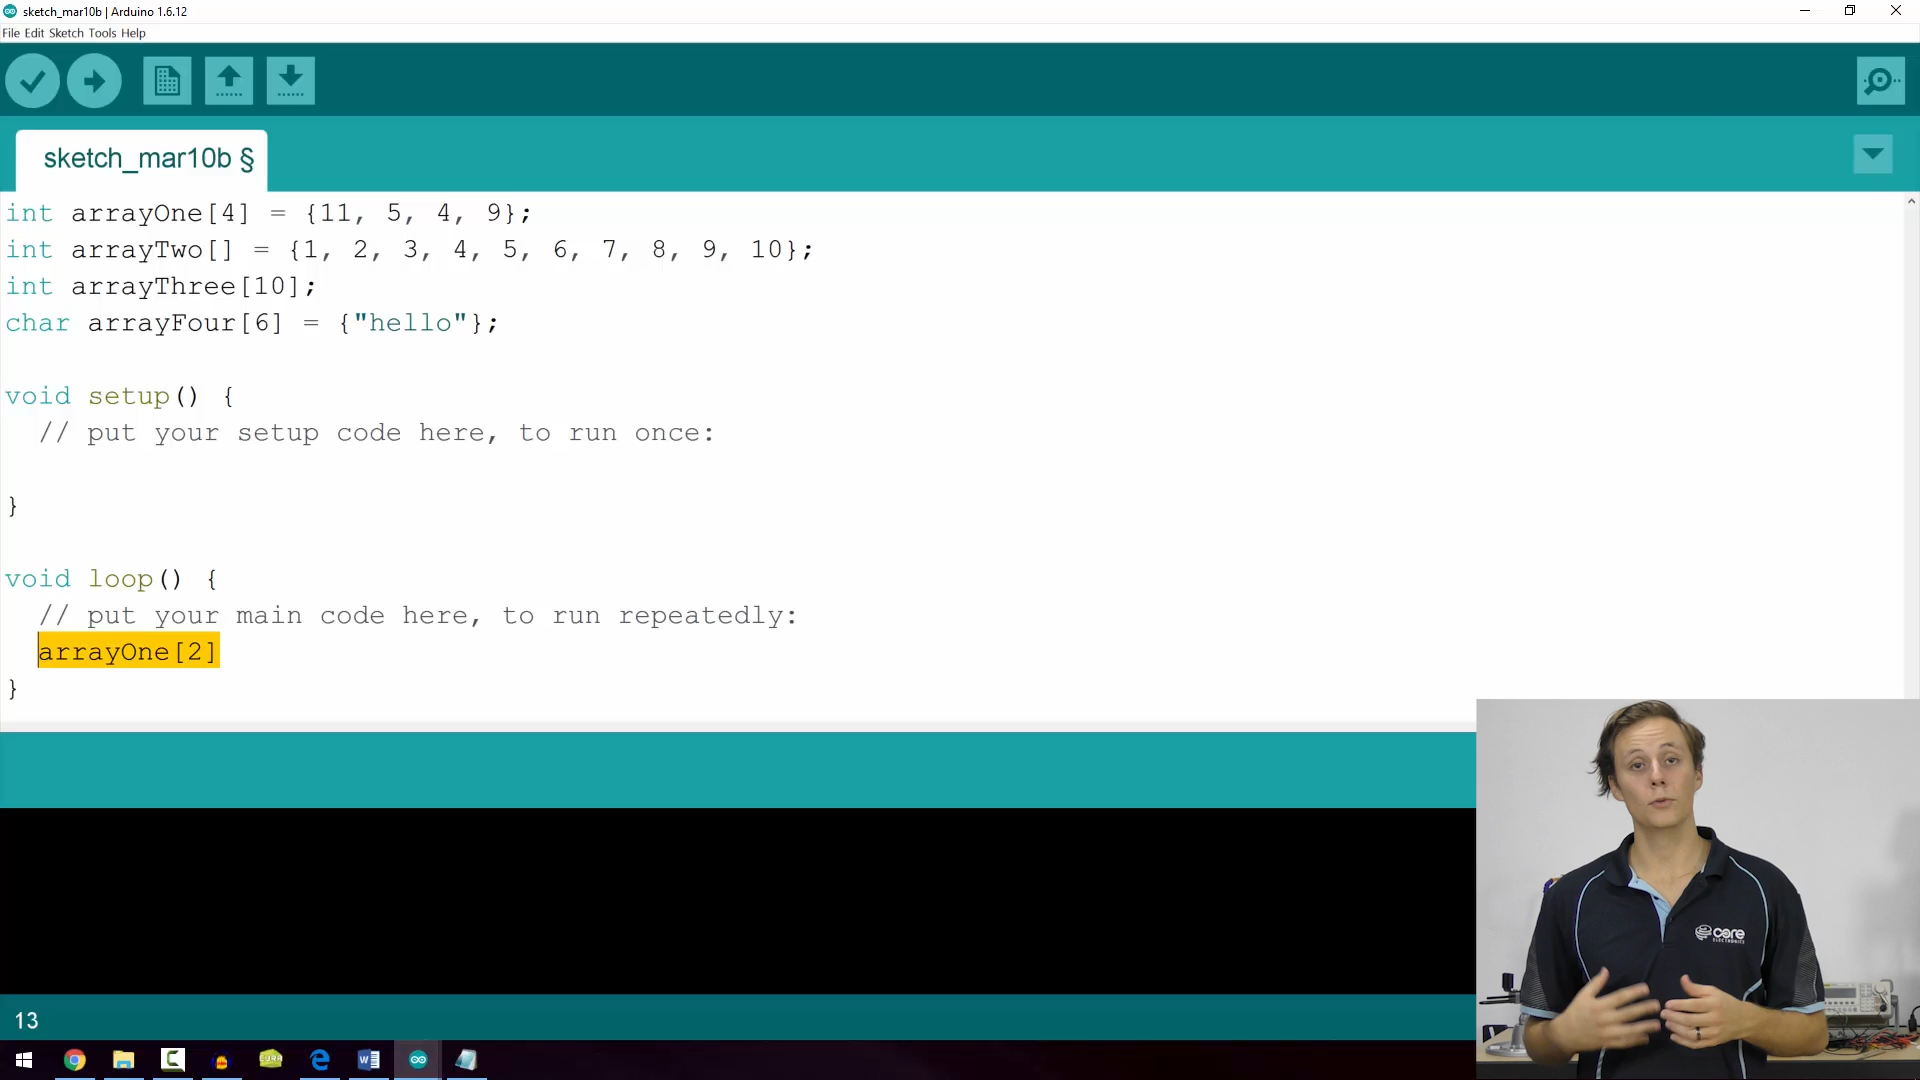 sketch_mar10b | Arduino 1.6.12
File Edit Sketch Tools Help
sketch_mar10b §
int arrayOne[4] = {11, 5, 4, 9};
int arrayTwo[] = {1, 2, 3, 4, 5, 6, 7, 8, 9, 10};
int arrayThree[10];
char arrayFour[6] = {"hello"};
void setup() {
// put your setup code here, to run once:
}
void loop() {
// put your main code here, to run repeatedly:
arrayOne[2]
}
core
ELECTRONICS
13
CURA